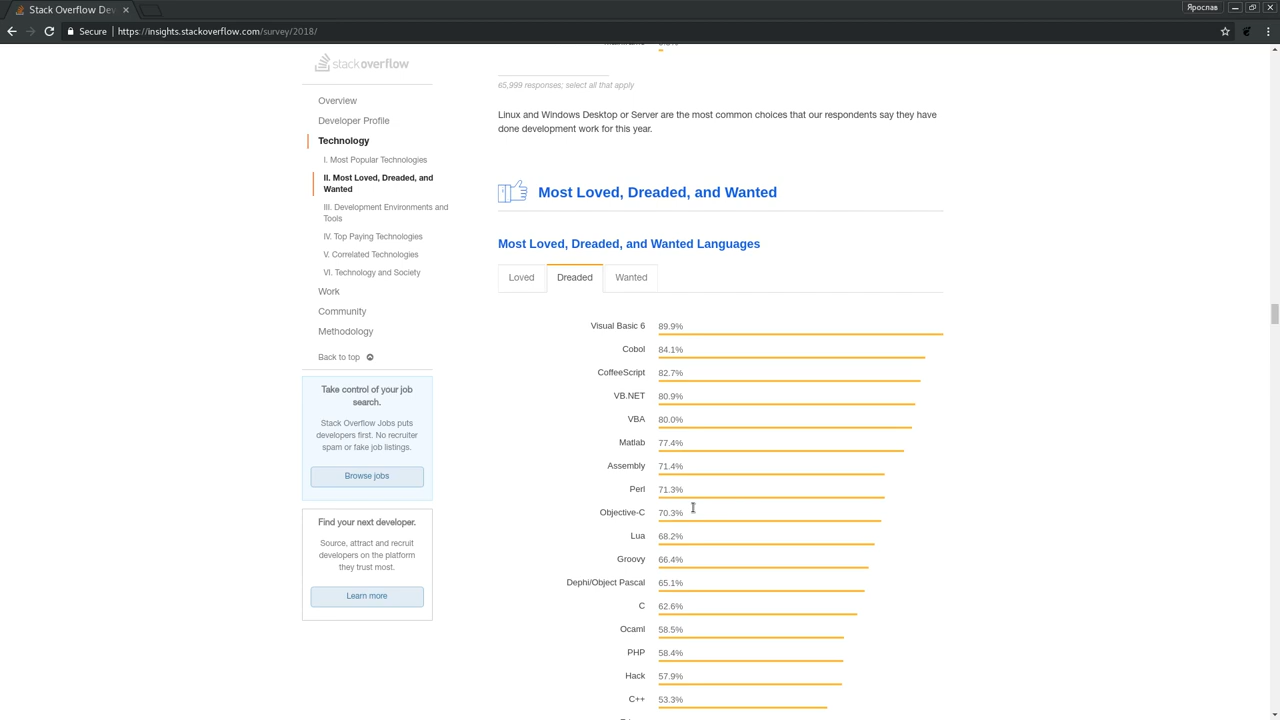 Stack Overflow Dev
Ярослав
Secure
https://insights.stackoverflow.com/survey/2018/
stackoverflow
Overview
Developer Profile
Technology
I. Most Popular Technologies
II. Most Loved, Dreaded, and
Wanted
III. Development Environments and
Tools
IV. Top Paying Technologies
V. Correlated Technologies
VI. Technology and Society
Work
Community
Methodology
Back to top
Take control of your job
search.
Stack Overflow Jobs puts
developers first. No recruiter
spam or fake job listings.
Browse jobs
Find your next developer.
Source, attract and recruit
developers on the platform
they trust most.
Learn more
65,999 responses; select all that apply
Linux and Windows Desktop or Server are the most common choices that our respondents say they have
done development work for this year.
Most Loved, Dreaded, and Wanted
Most Loved, Dreaded, and Wanted Languages
Loved Dreaded Wanted
Visual Basic 6 89.9%
Cobol 84.1%
CoffeeScript 82.7%
VB.NET 80.9%
VBA 80.0%
Matlab 77.4%
Assembly 71.4%
Perl 71.3%
Objective-C 70.3%
Lua 68.2%
Groovy 66.4%
Dephi/Object Pascal 65.1%
C 62.6%
Ocaml 58.5%
PHP 58.4%
Hack 57.9%
C++ 53.3%